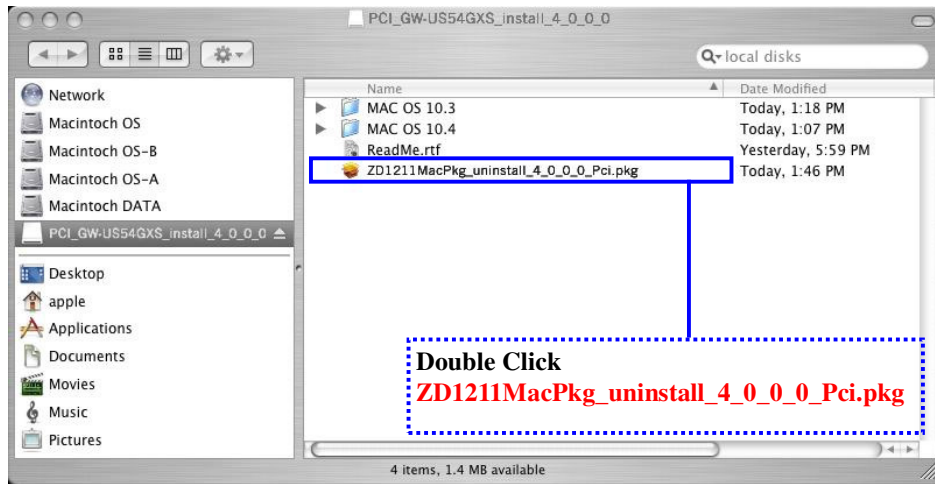 PCI_GW-US54GXS_install_4_0_0_0
local disks
Network
Macintoch OS
Macintoch OS-B
Macintoch OS-A
Macintoch DATA
PCI_GW-US54GXS_install_4_0_0_0
Desktop
apple
Applications
Documents
Movies
Music
Pictures
Name Date Modified
MAC OS 10.3 Today, 1:18 PM
MAC OS 10.4 Today, 1:07 PM
ReadMe.rtf Yesterday, 5:59 PM
ZD1211MacPkg_uninstall_4_0_0_0_Pci.pkg Today, 1:46 PM
Double Click
ZD1211MacPkg_uninstall_4_0_0_0_Pci.pkg
4 items, 1.4 MB available